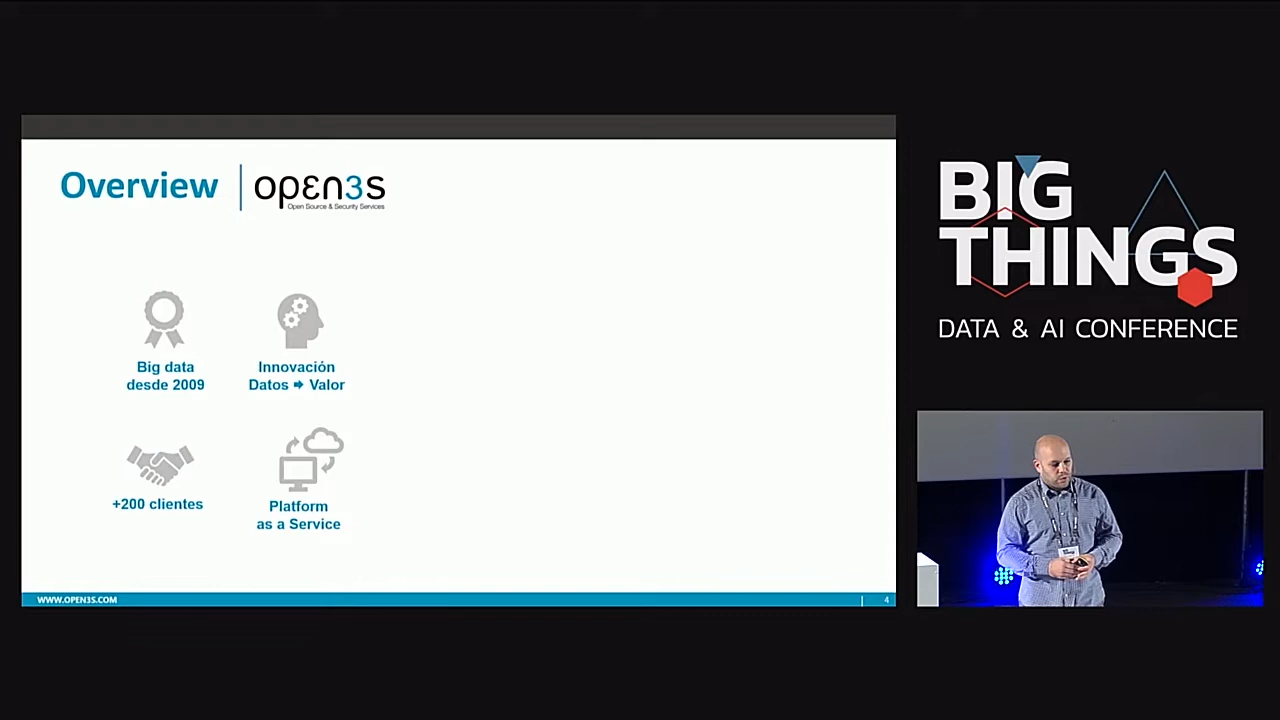 Overview
open3s
Open Source & Security Services
Big data
desde 2009
Innovación
Datos ➡ Valor
+200 clientes
Platform
as a Service
WWW.OPEN3S.COM
4
BIG
THINGS
DATA & AI CONFERENCE